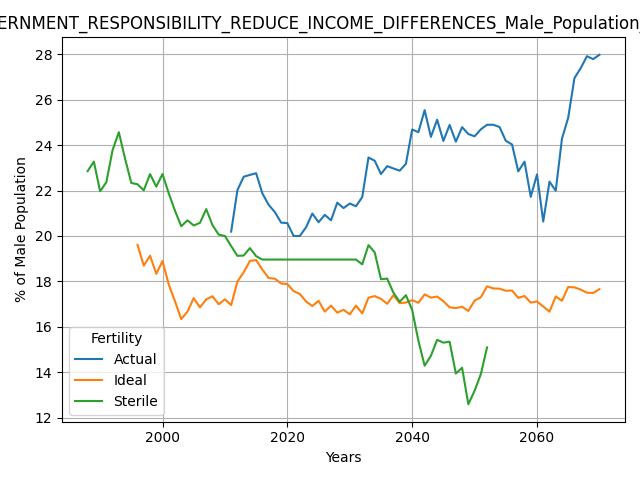 ERNMENT_RESPONSIBILITY_REDUCE_INCOME_DIFFERENCES_Male_Population_
28
26
24
22
20
18
16
14
12
% of Male Population
Fertility
Actual
Ideal
Sterile
2000 2020 2040 2060
Years